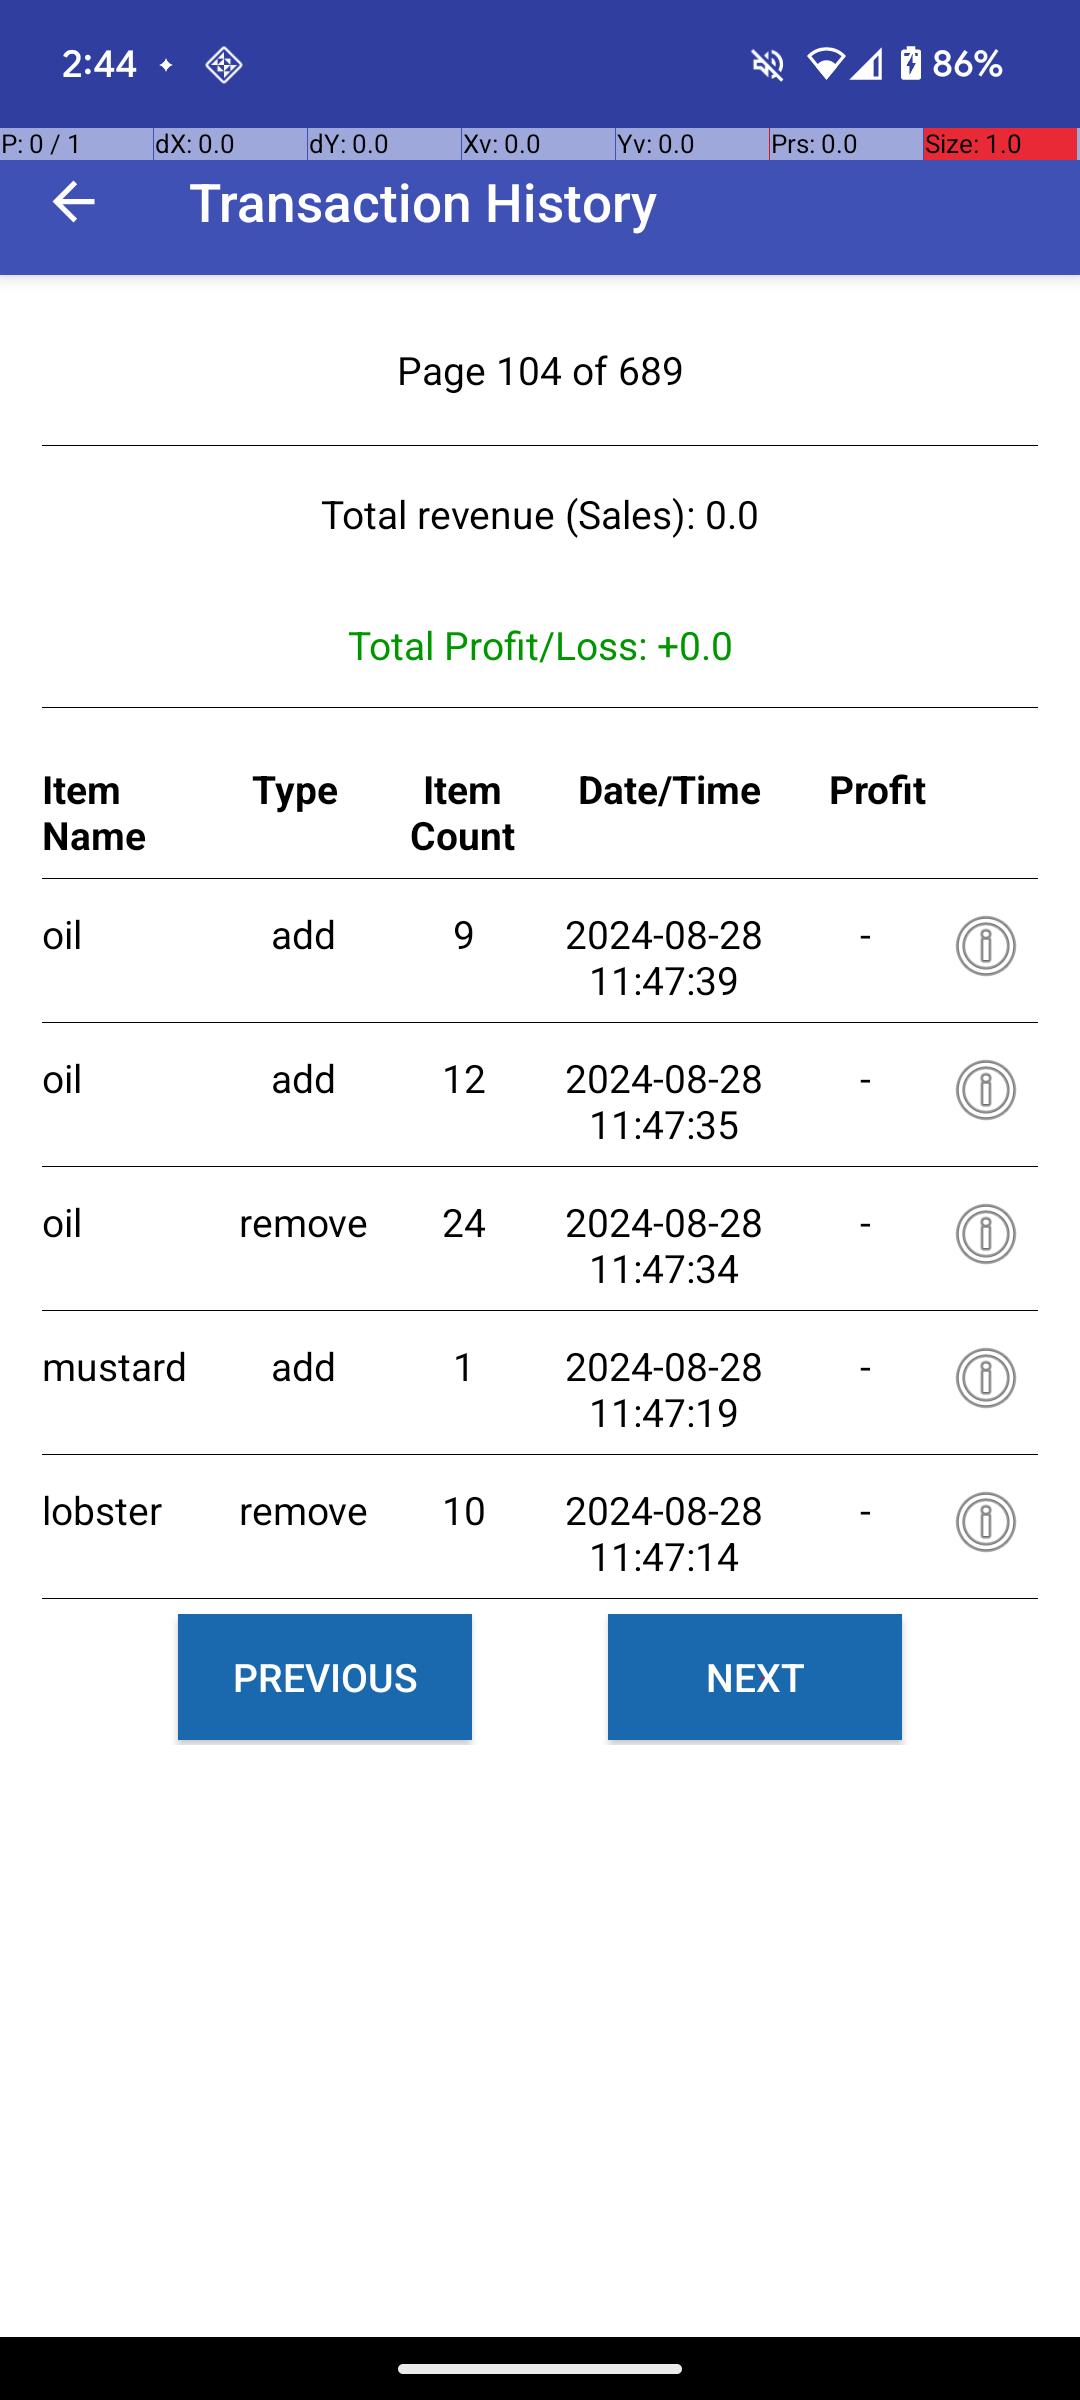 2:44 86%
P: 0 / 1 dX: 0.0 dY: 0.0 Xv: 0.0 Yv: 0.0 Prs: 0.0 Size: 1.0
Transaction History
Page 104 of 689
Total revenue (Sales): 0.0
Total Profit/Loss: +0.0
Item Name Type Item Count Date/Time Profit
oil add 9 2024-08-28 11:47:39 -
oil add 12 2024-08-28 11:47:35 -
oil remove 24 2024-08-28 11:47:34 -
mustard add 1 2024-08-28 11:47:19 -
lobster remove 10 2024-08-28 11:47:14 -
PREVIOUS NEXT